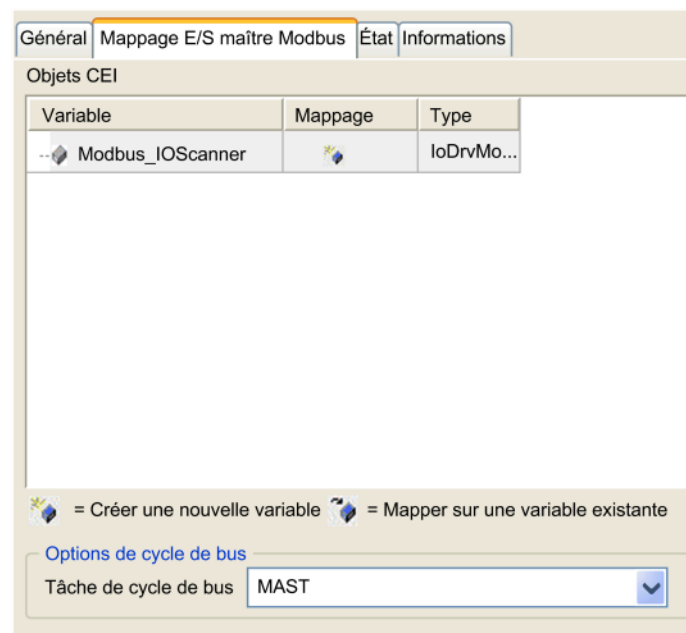 Général Mappage E/S maître Modbus État Informations
Objets CEI
Variable Mappage Type
Modbus_IOScanner IoDrvMo...
= Créer une nouvelle variable = Mapper sur une variable existante
Options de cycle de bus
Tâche de cycle de bus MAST